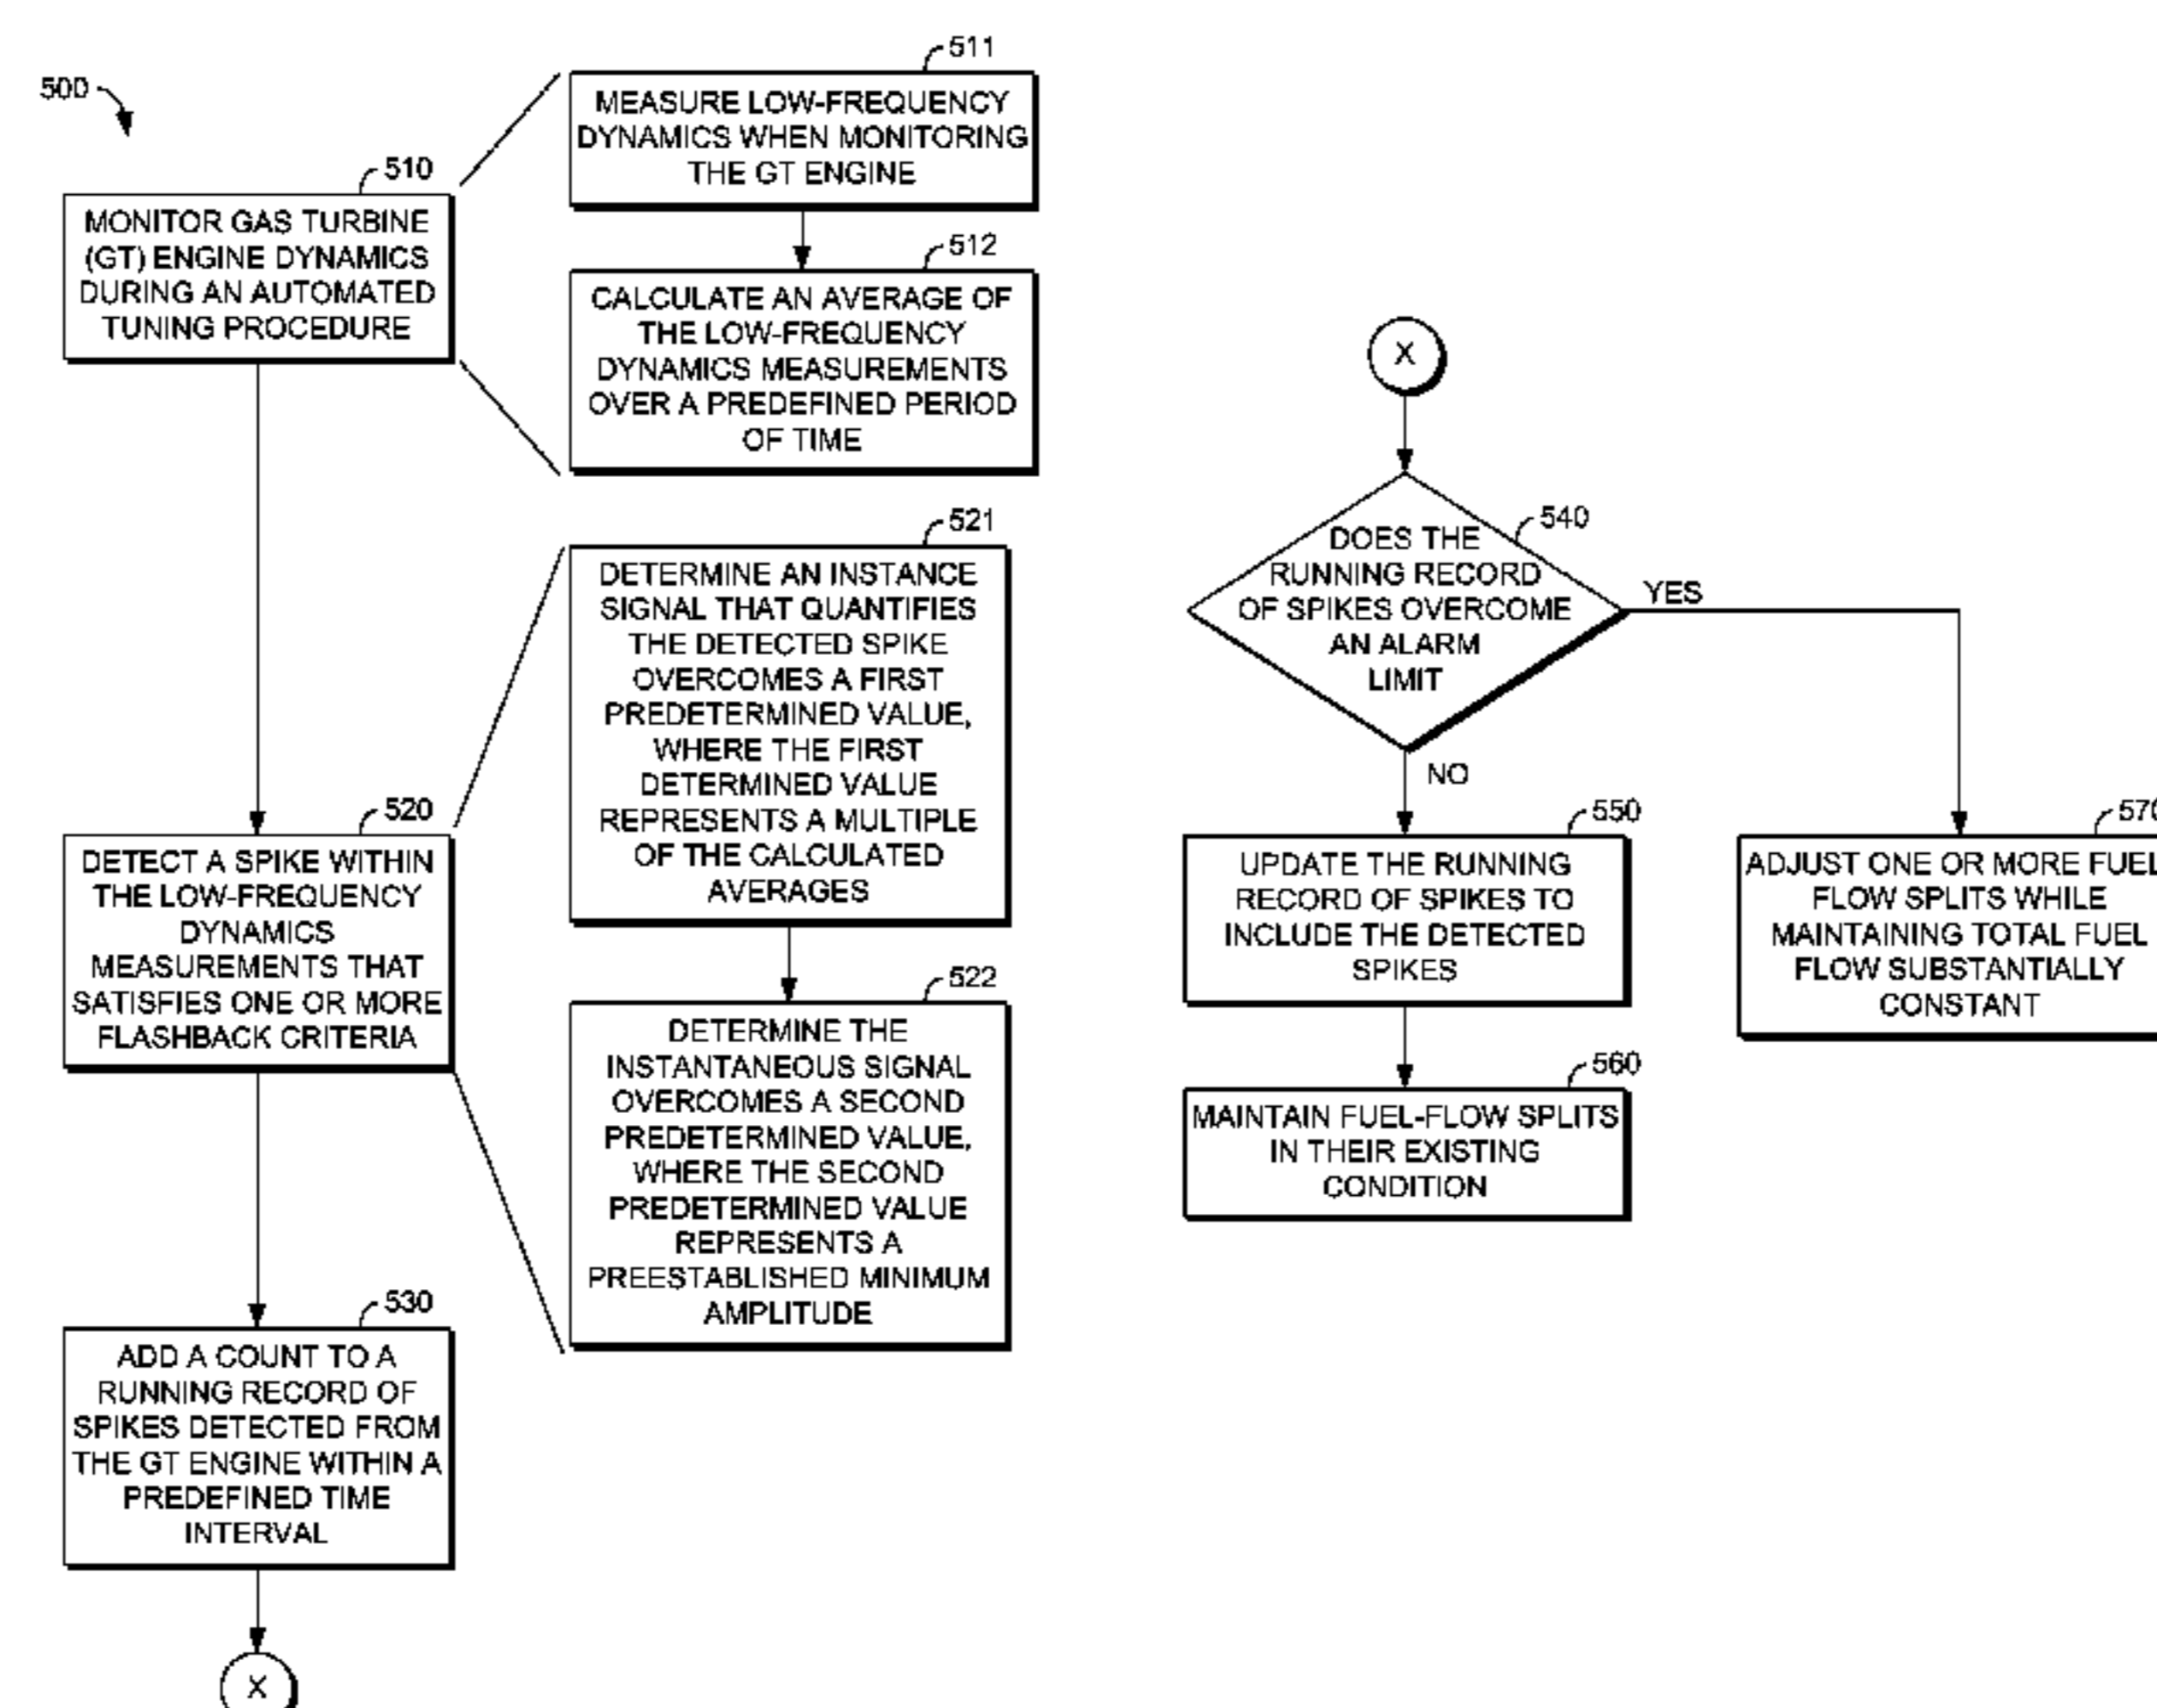 500
510
MONITOR GAS TURBINE
(GT) ENGINE DYNAMICS
DURING AN AUTOMATED
TUNING PROCEDURE
511
MEASURE LOW-FREQUENCY
DYNAMICS WHEN MONITORING
THE GT ENGINE
512
CALCULATE AN AVERAGE OF
THE LOW-FREQUENCY
DYNAMICS MEASUREMENTS
OVER A PREDEFINED PERIOD
OF TIME
520
DETECT A SPIKE WITHIN
THE LOW-FREQUENCY
DYNAMICS
MEASUREMENTS THAT
SATISFIES ONE OR MORE
FLASHBACK CRITERIA
521
DETERMINE AN INSTANCE
SIGNAL THAT QUANTIFIES
THE DETECTED SPIKE
OVERCOMES A FIRST
PREDETERMINED VALUE,
WHERE THE FIRST
DETERMINED VALUE
REPRESENTS A MULTIPLE
OF THE CALCULATED
AVERAGES
522
DETERMINE THE
INSTANTANEOUS SIGNAL
OVERCOMES A SECOND
PREDETERMINED VALUE,
WHERE THE SECOND
PREDETERMINED VALUE
REPRESENTS A
PREESTABLISHED MINIMUM
AMPLITUDE
530
ADD A COUNT TO A
RUNNING RECORD OF
SPIKES DETECTED FROM
THE GT ENGINE WITHIN A
PREDEFINED TIME
INTERVAL
X
X
540
DOES THE
RUNNING RECORD
OF SPIKES OVERCOME
AN ALARM
LIMIT
YES
NO
550
UPDATE THE RUNNING
RECORD OF SPIKES TO
INCLUDE THE DETECTED
SPIKES
560
MAINTAIN FUEL-FLOW SPLITS
IN THEIR EXISTING
CONDITION
570
ADJUST ONE OR MORE FUEL
FLOW SPLITS WHILE
MAINTAINING TOTAL FUEL
FLOW SUBSTANTIALLY
CONSTANT